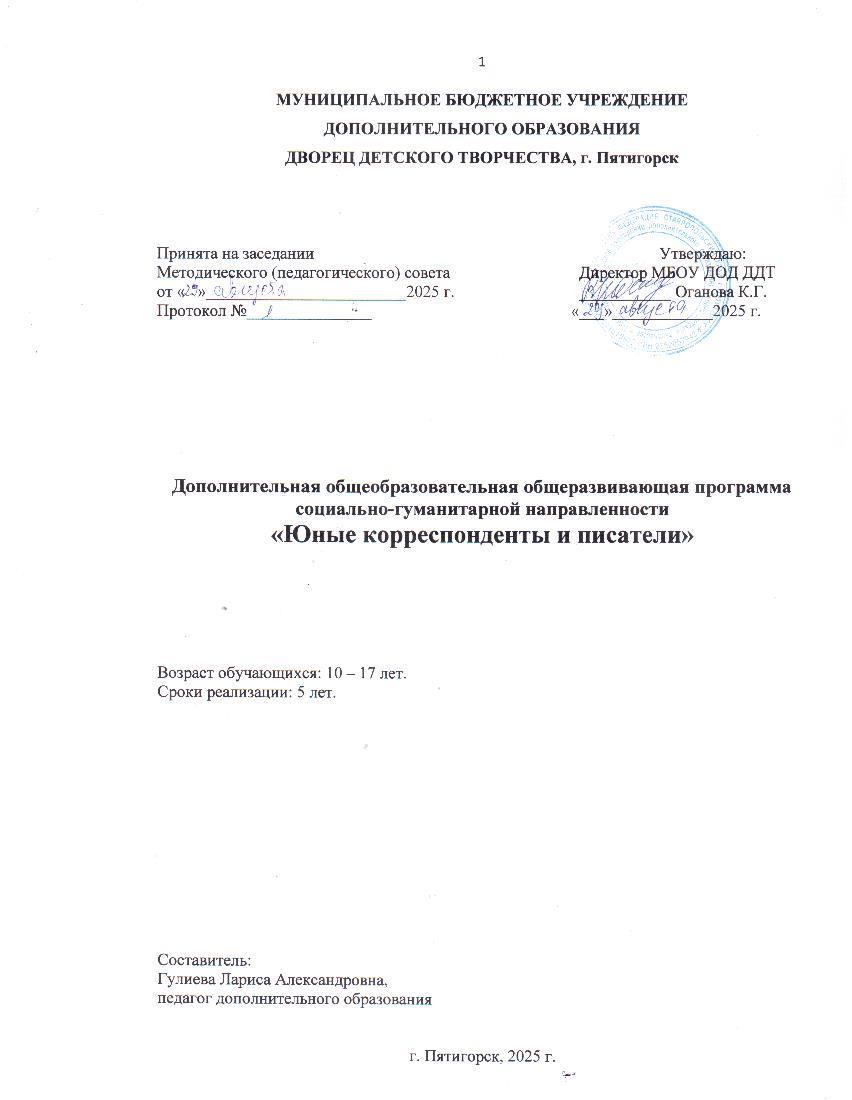 1
МУНИЦИПАЛЬНОЕ БЮДЖЕТНОЕ УЧРЕЖДЕНИЕ
ДОПОЛНИТЕЛЬНОГО ОБРАЗОВАНИЯ
ДВОРЕЦ ДЕТСКОГО ТВОРЧЕСТВА, г. Пятигорск
Принята на заседании
Методического (педагогического) совета
от «29» августа 2025 г.
Протокол № 1
Утверждаю:
Директор МБОУ ДОД ДДТ
Оганова К.Г.
«29» августа 2025 г.
Дополнительная общеобразовательная общеразвивающая программа
социально-гуманитарной направленности
«Юные корреспонденты и писатели»
Возраст обучающихся: 10 – 17 лет.
Сроки реализации: 5 лет.
Составитель:
Гулиева Лариса Александровна,
педагог дополнительного образования
г. Пятигорск, 2025 г.